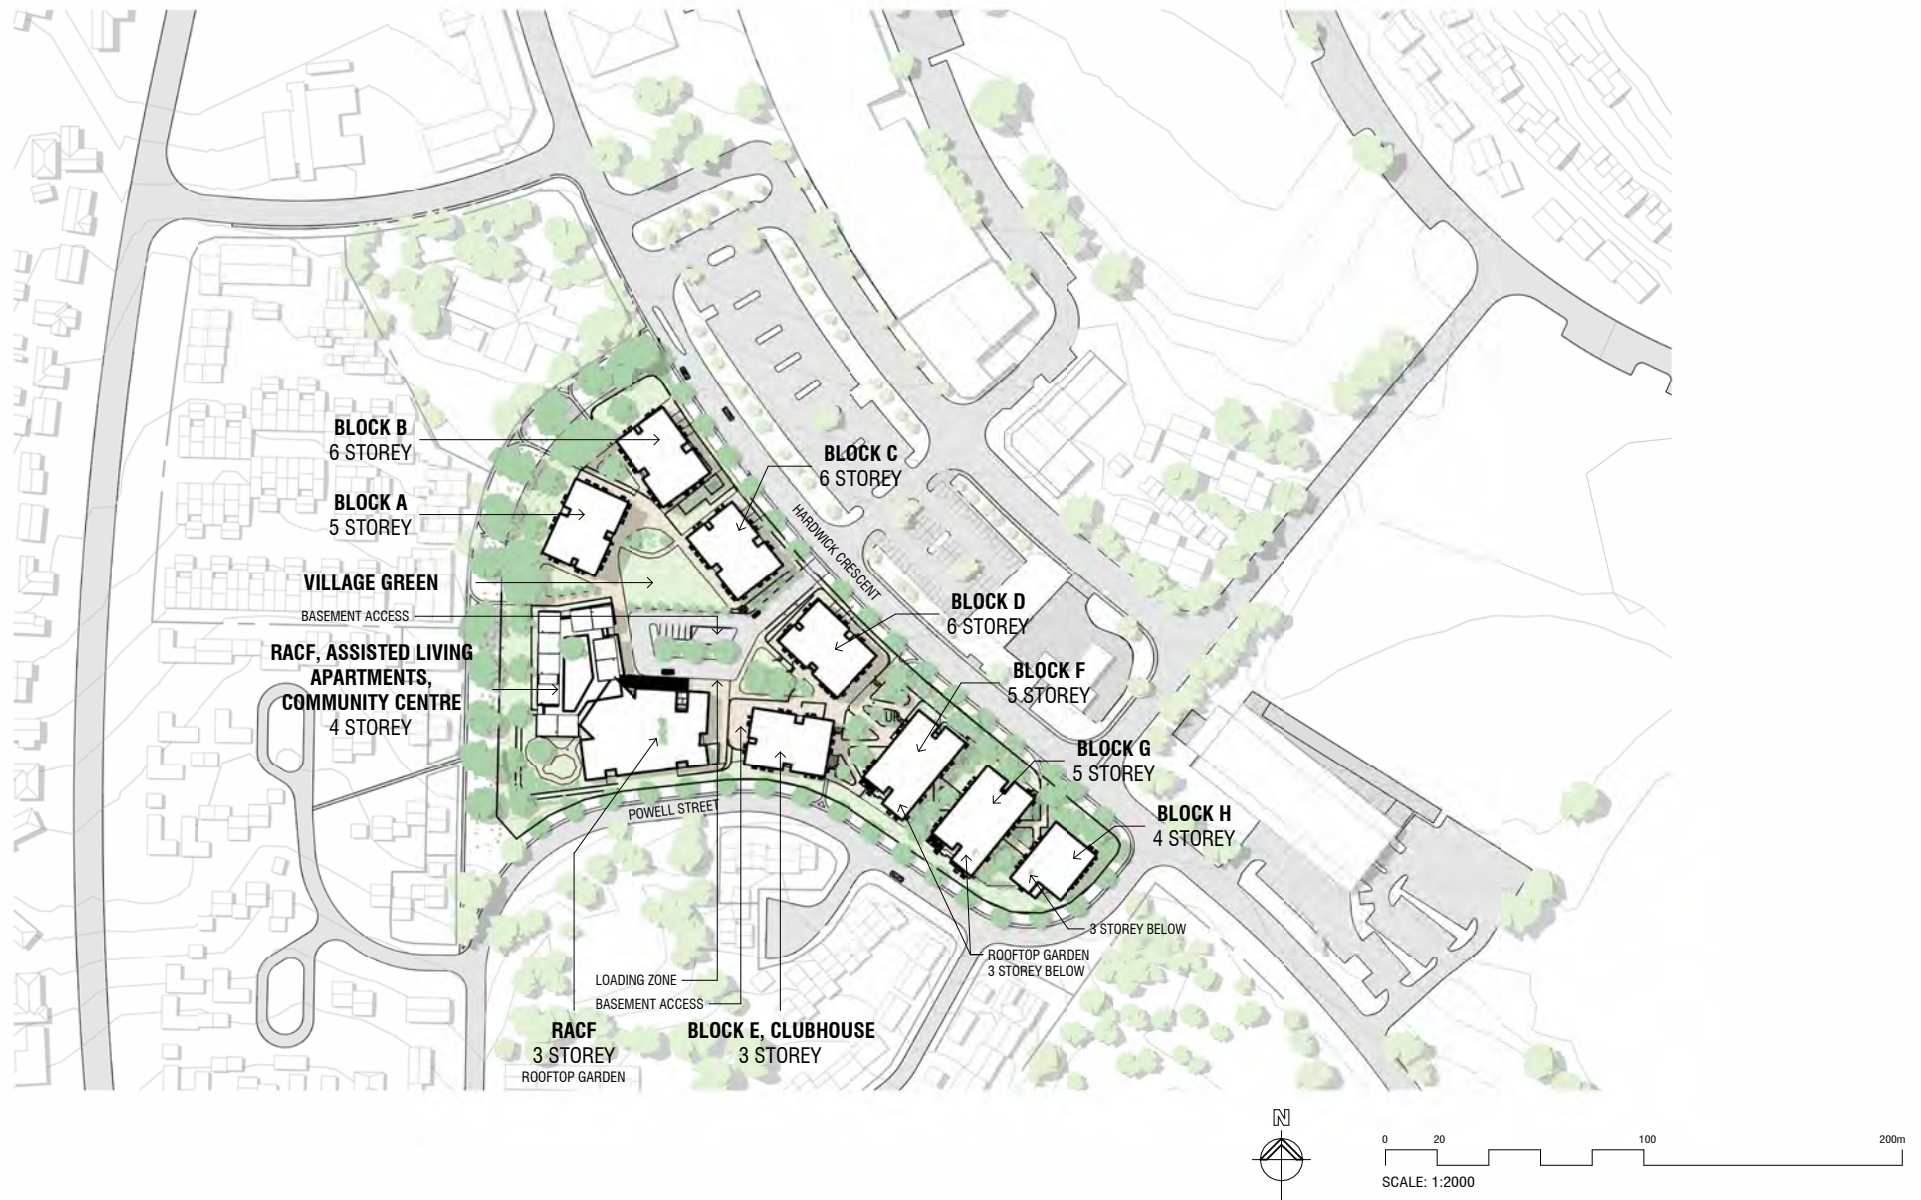 BLOCK B
6 STOREY
BLOCK C
6 STOREY
BLOCK A
5 STOREY
HARDWICK CRESCENT
VILLAGE GREEN
BASEMENT ACCESS
BLOCK D
6 STOREY
RACF, ASSISTED LIVING
APARTMENTS,
COMMUNITY CENTRE
4 STOREY
BLOCK F
5 STOREY
UP
BLOCK G
5 STOREY
POWELL STREET
BLOCK H
4 STOREY
3 STOREY BELOW
ROOFTOP GARDEN
3 STOREY BELOW
LOADING ZONE
BASEMENT ACCESS
RACF
3 STOREY
ROOFTOP GARDEN
BLOCK E, CLUBHOUSE
3 STOREY
N
0 20 100 200m
SCALE: 1:2000